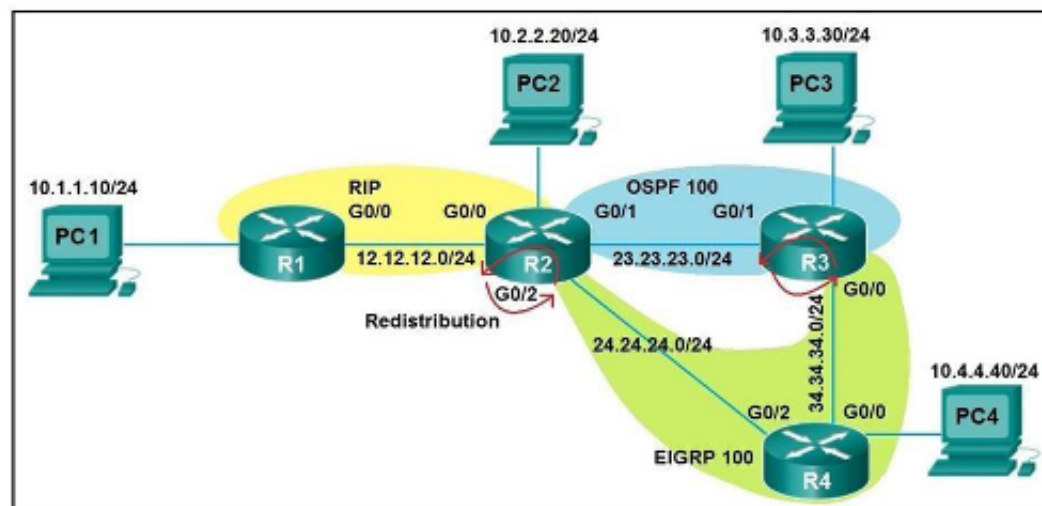 10.2.2.20/24
10.3.3.30/24
PC2
PC3
10.1.1.10/24
RIP
OSPF 100
PC1
G0/0
G0/0
G0/1
G0/1
R1
12.12.12.0/24
R2
23.23.23.0/24
R3
G0/2
G0/0
Redistribution
24.24.24.0/24
34.34.34.0/24
10.4.4.40/24
G0/2
G0/0
PC4
EIGRP 100
R4